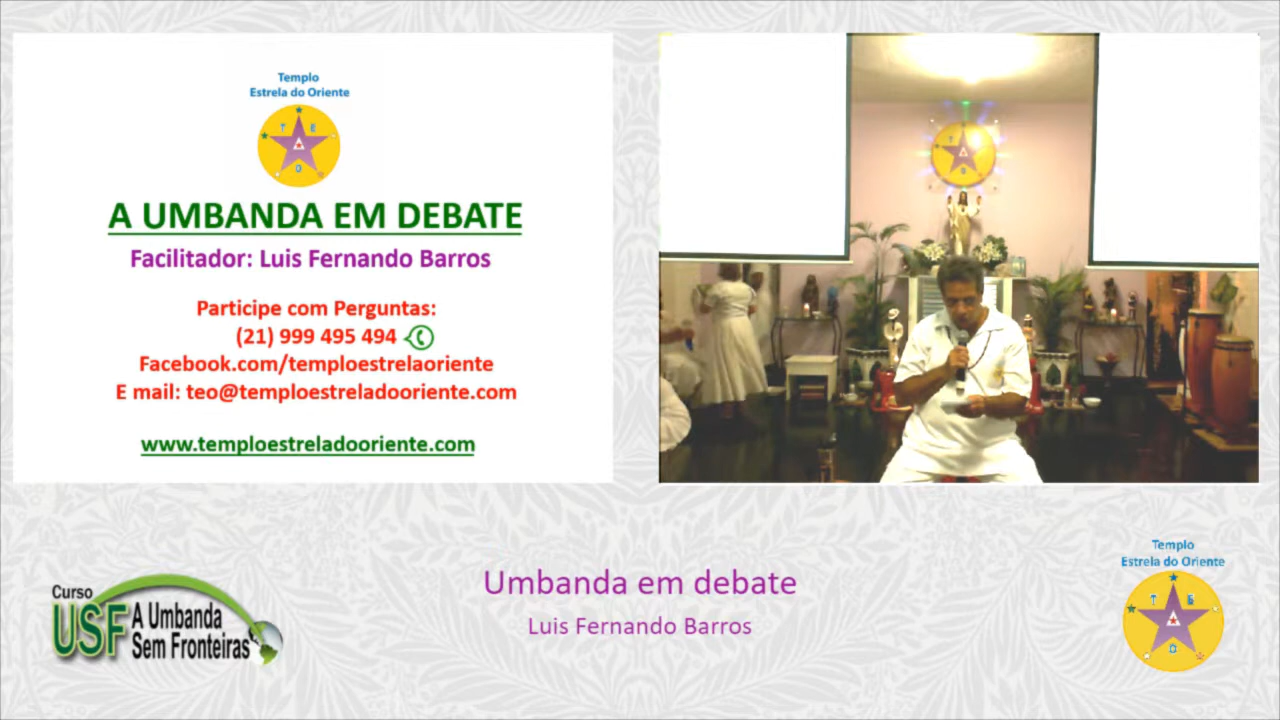 Templo
Estrela do Oriente
T E
O
A UMBANDA EM DEBATE
Facilitador: Luis Fernando Barros
Participe com Perguntas:
(21) 999 495 494
Facebook.com/temploestrelaoriente
E mail: teo@temploestreladooriente.com
www.temploestreladooriente.com
Umbanda em debate
Luis Fernando Barros
Curso
USF A Umbanda
Sem Fronteiras
Templo
Estrela do Oriente
T E
O